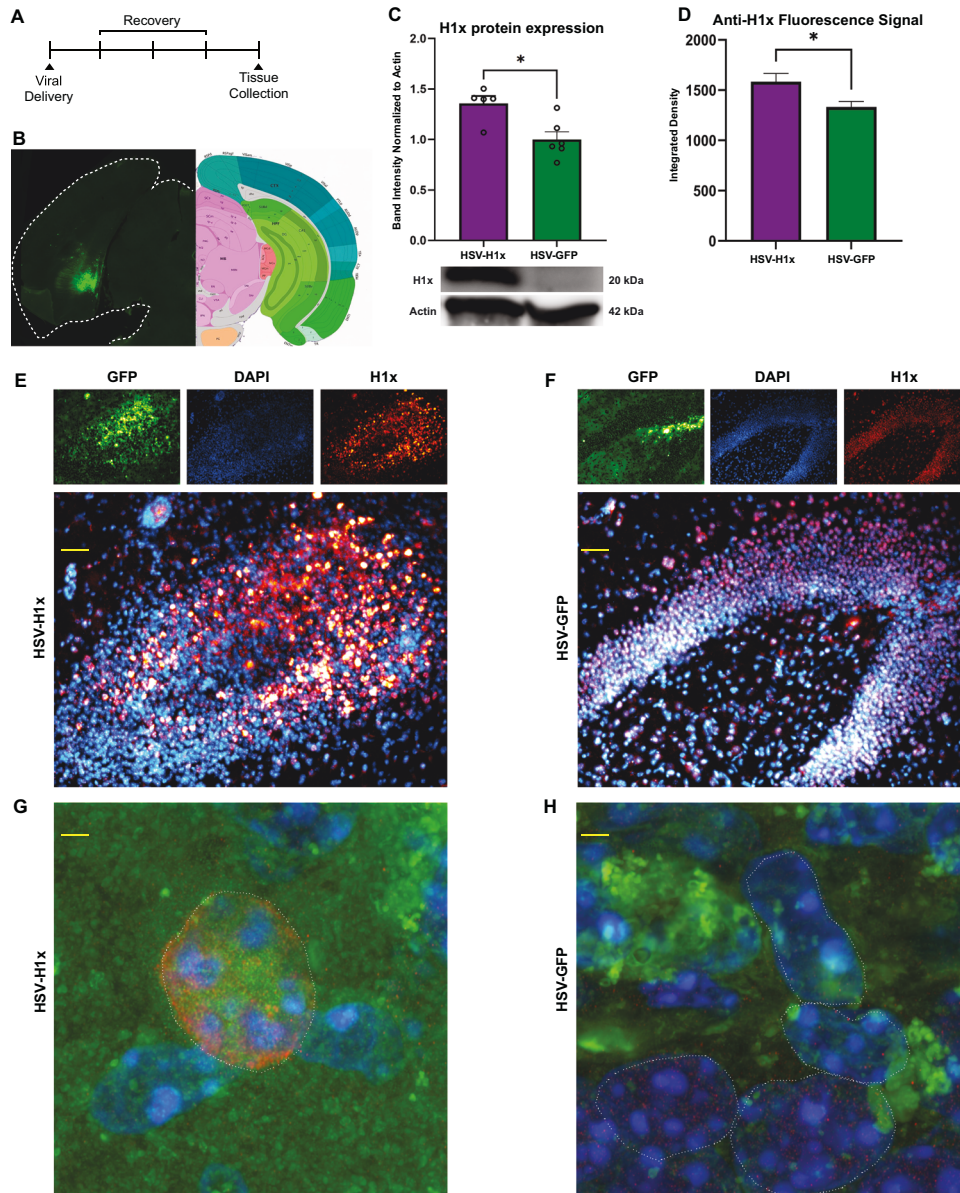 A
Recovery
Viral
Delivery
Tissue
Collection
B
C
H1x protein expression
*
Band Intensity Normalized to Actin
2.0
1.5
1.0
0.5
0.0
HSV-H1x
HSV-GFP
H1x
20 kDa
Actin
42 kDa
D
Anti-H1x Fluorescence Signal
*
Integrated Density
2000
1500
1000
500
0
HSV-H1x
HSV-GFP
E
GFP
DAPI
H1x
HSV-H1x
F
GFP
DAPI
H1x
HSV-GFP
G
HSV-H1x
H
HSV-GFP